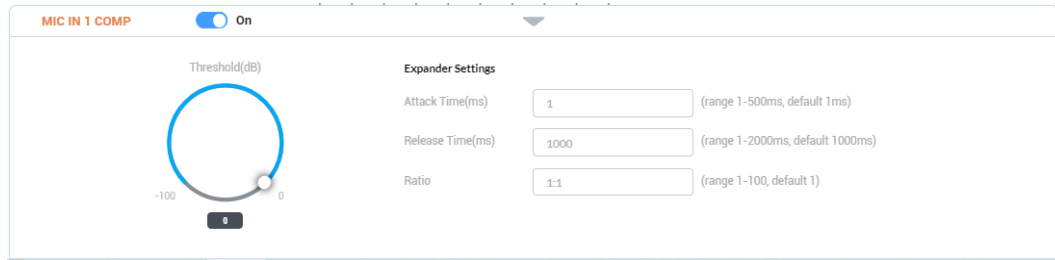 MIC IN 1 COMP On
Threshold(dB)
-100 0
0
Expander Settings
Attack Time(ms) 1 (range 1-500ms, default 1ms)
Release Time(ms) 1000 (range 1-2000ms, default 1000ms)
Ratio 1:1 (range 1-100, default 1)